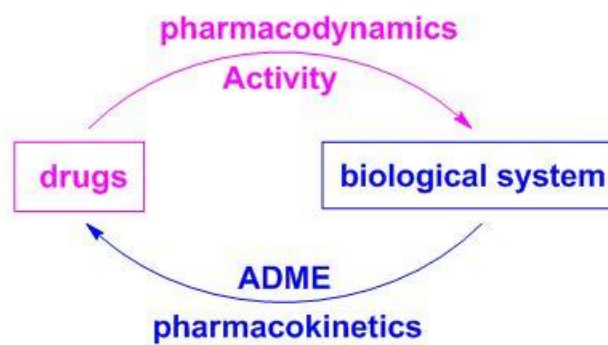 pharmacodynamics
Activity
drugs
biological system
ADME
pharmacokinetics